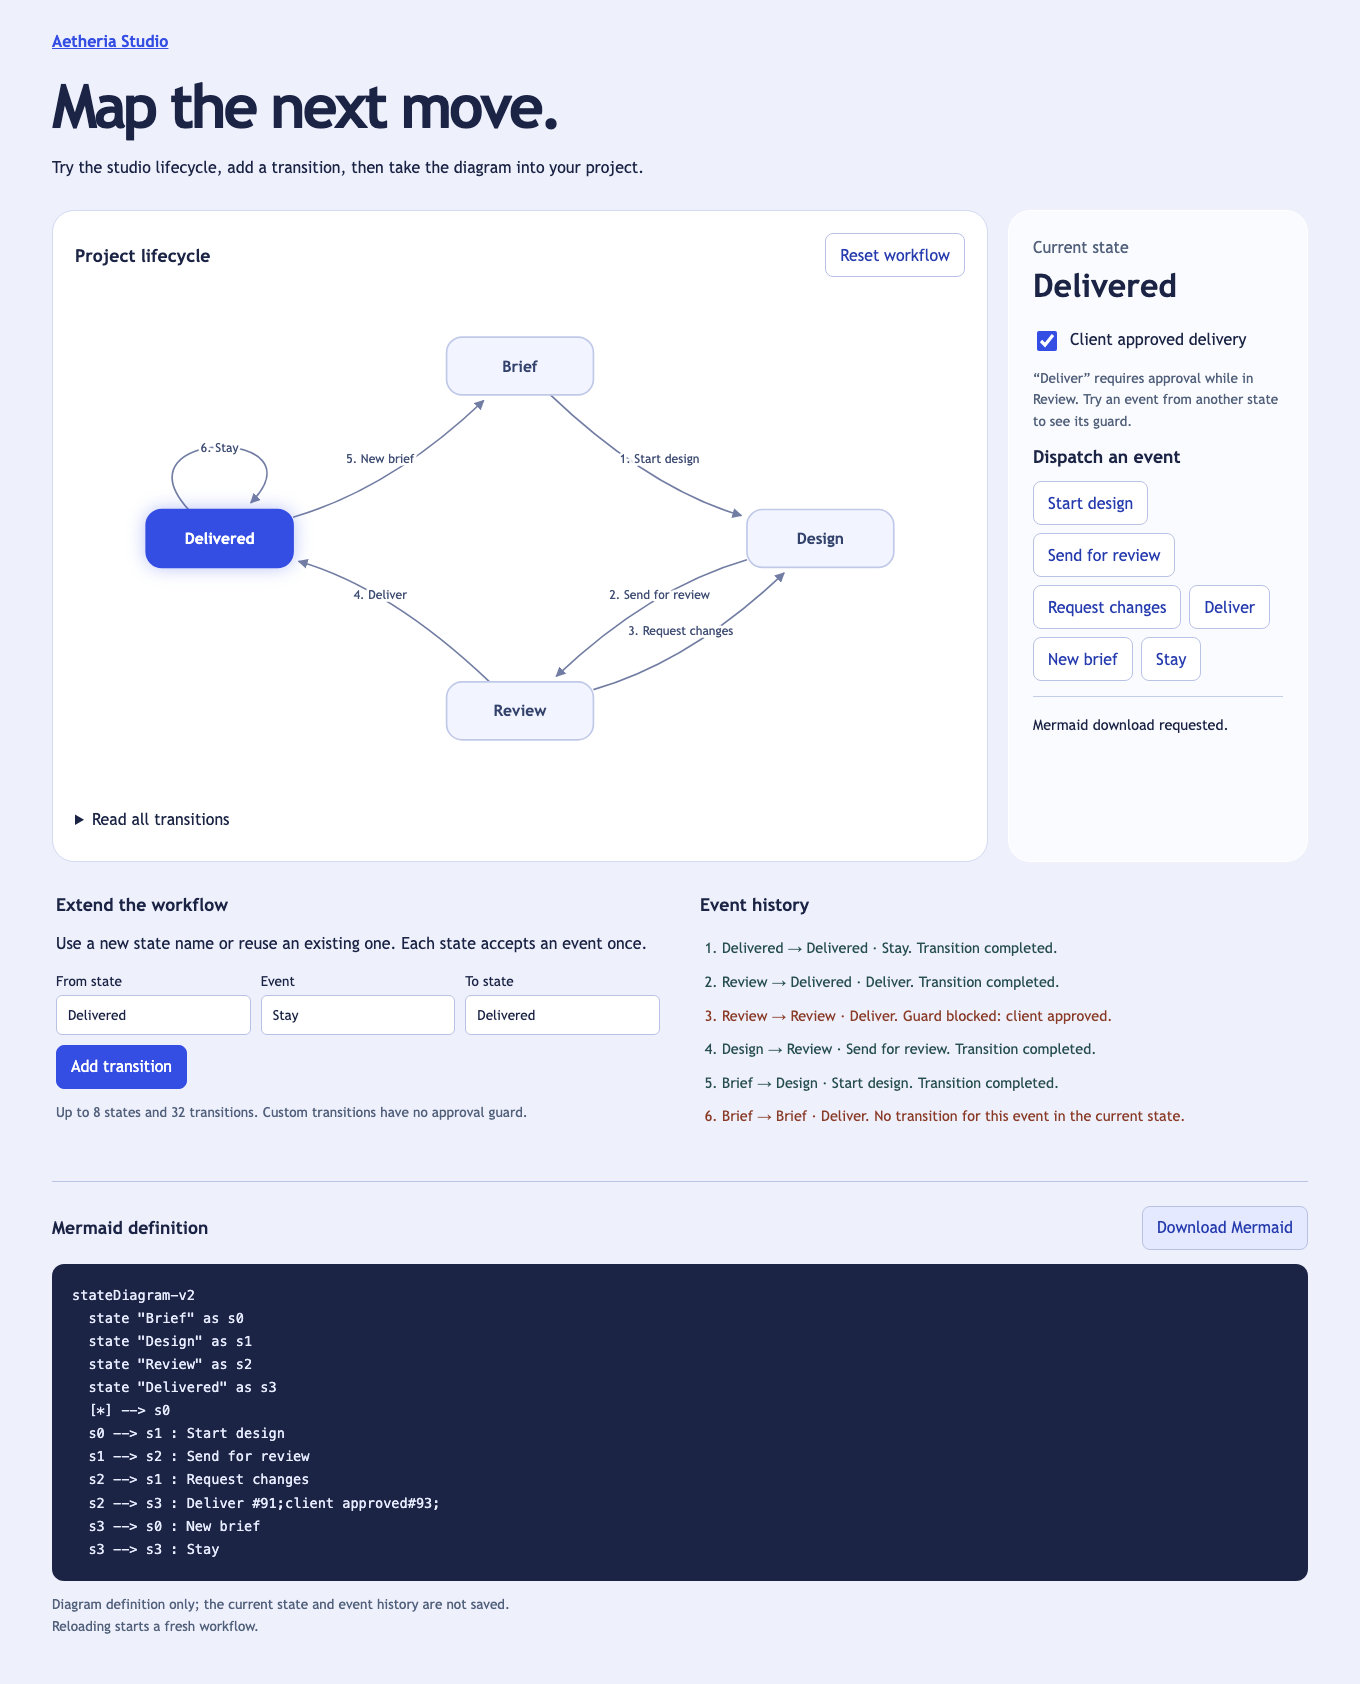 Aetheria Studio
Map the next move.
Try the studio lifecycle, add a transition, then take the diagram into your project.
Project lifecycle
Reset workflow
Brief
6. Stay
5. New brief
1. Start design
Delivered
Design
4. Deliver
2. Send for review
3. Request changes
Review
Read all transitions
Current state
Delivered
Client approved delivery
“Deliver” requires approval while in
Review. Try an event from another state
to see its guard.
Dispatch an event
Start design
Send for review
Request changes
Deliver
New brief
Stay
Mermaid download requested.
Extend the workflow
Use a new state name or reuse an existing one. Each state accepts an event once.
From state
Event
To state
Delivered
Stay
Delivered
Add transition
Up to 8 states and 32 transitions. Custom transitions have no approval guard.
Event history
1. Delivered → Delivered · Stay. Transition completed.
2. Review → Delivered · Deliver. Transition completed.
3. Review → Review · Deliver. Guard blocked: client approved.
4. Design → Review · Send for review. Transition completed.
5. Brief → Design · Start design. Transition completed.
6. Brief → Brief · Deliver. No transition for this event in the current state.
Mermaid definition
Download Mermaid
stateDiagram-v2
state "Brief" as s0
state "Design" as s1
state "Review" as s2
state "Delivered" as s3
[*] --> s0
s0 --> s1 : Start design
s1 --> s2 : Send for review
s2 --> s1 : Request changes
s2 --> s3 : Deliver #91;client approved#93;
s3 --> s0 : New brief
s3 --> s3 : Stay
Diagram definition only; the current state and event history are not saved.
Reloading starts a fresh workflow.